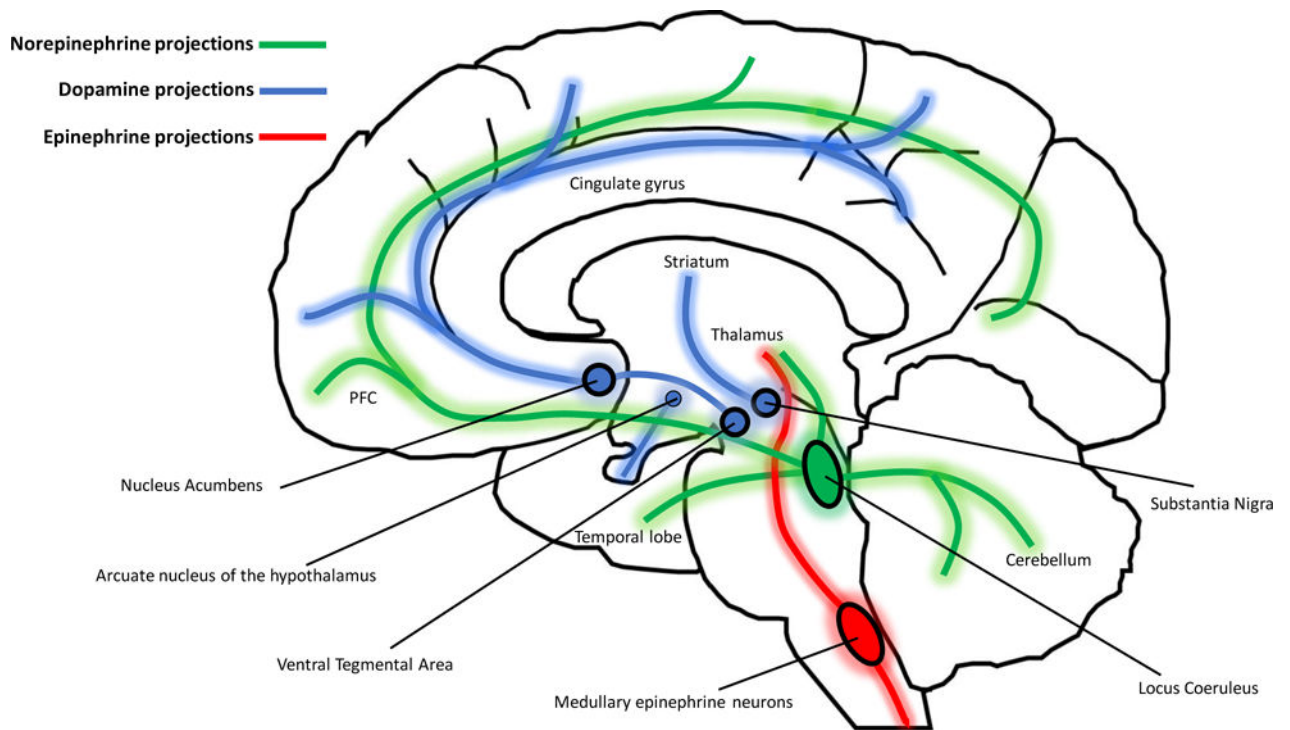 Norepinephrine projections
Dopamine projections
Epinephrine projections
Cingulate gyrus
Striatum
Thalamus
PFC
Nucleus Acumbens
Substantia Nigra
Temporal lobe
Cerebellum
Arcuate nucleus of the hypothalamus
Ventral Tegmental Area
Locus Coeruleus
Medullary epinephrine neurons